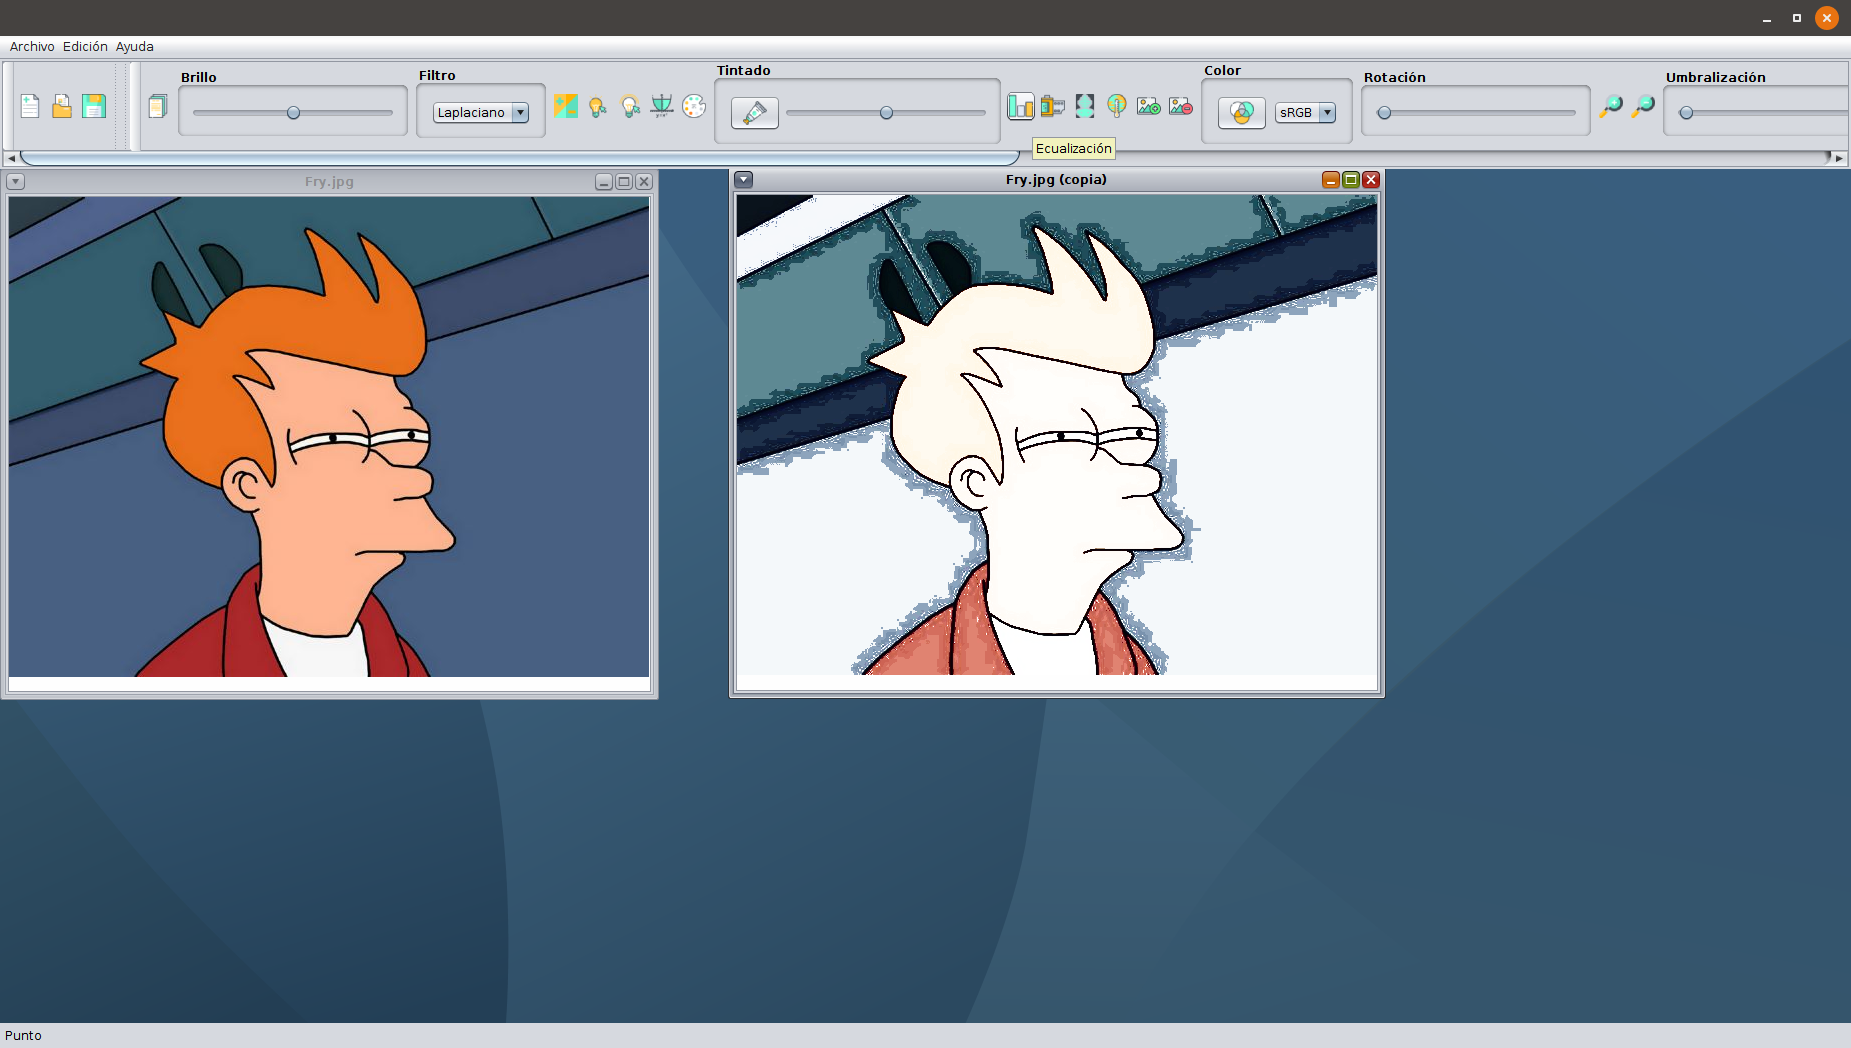 Archivo Edición Ayuda
Brillo
Filtro
Tintado
Color
Rotación
Umbralización
Laplaciano
sRGB
Ecualización
Fry.jpg
Fry.jpg (copia)
Punto